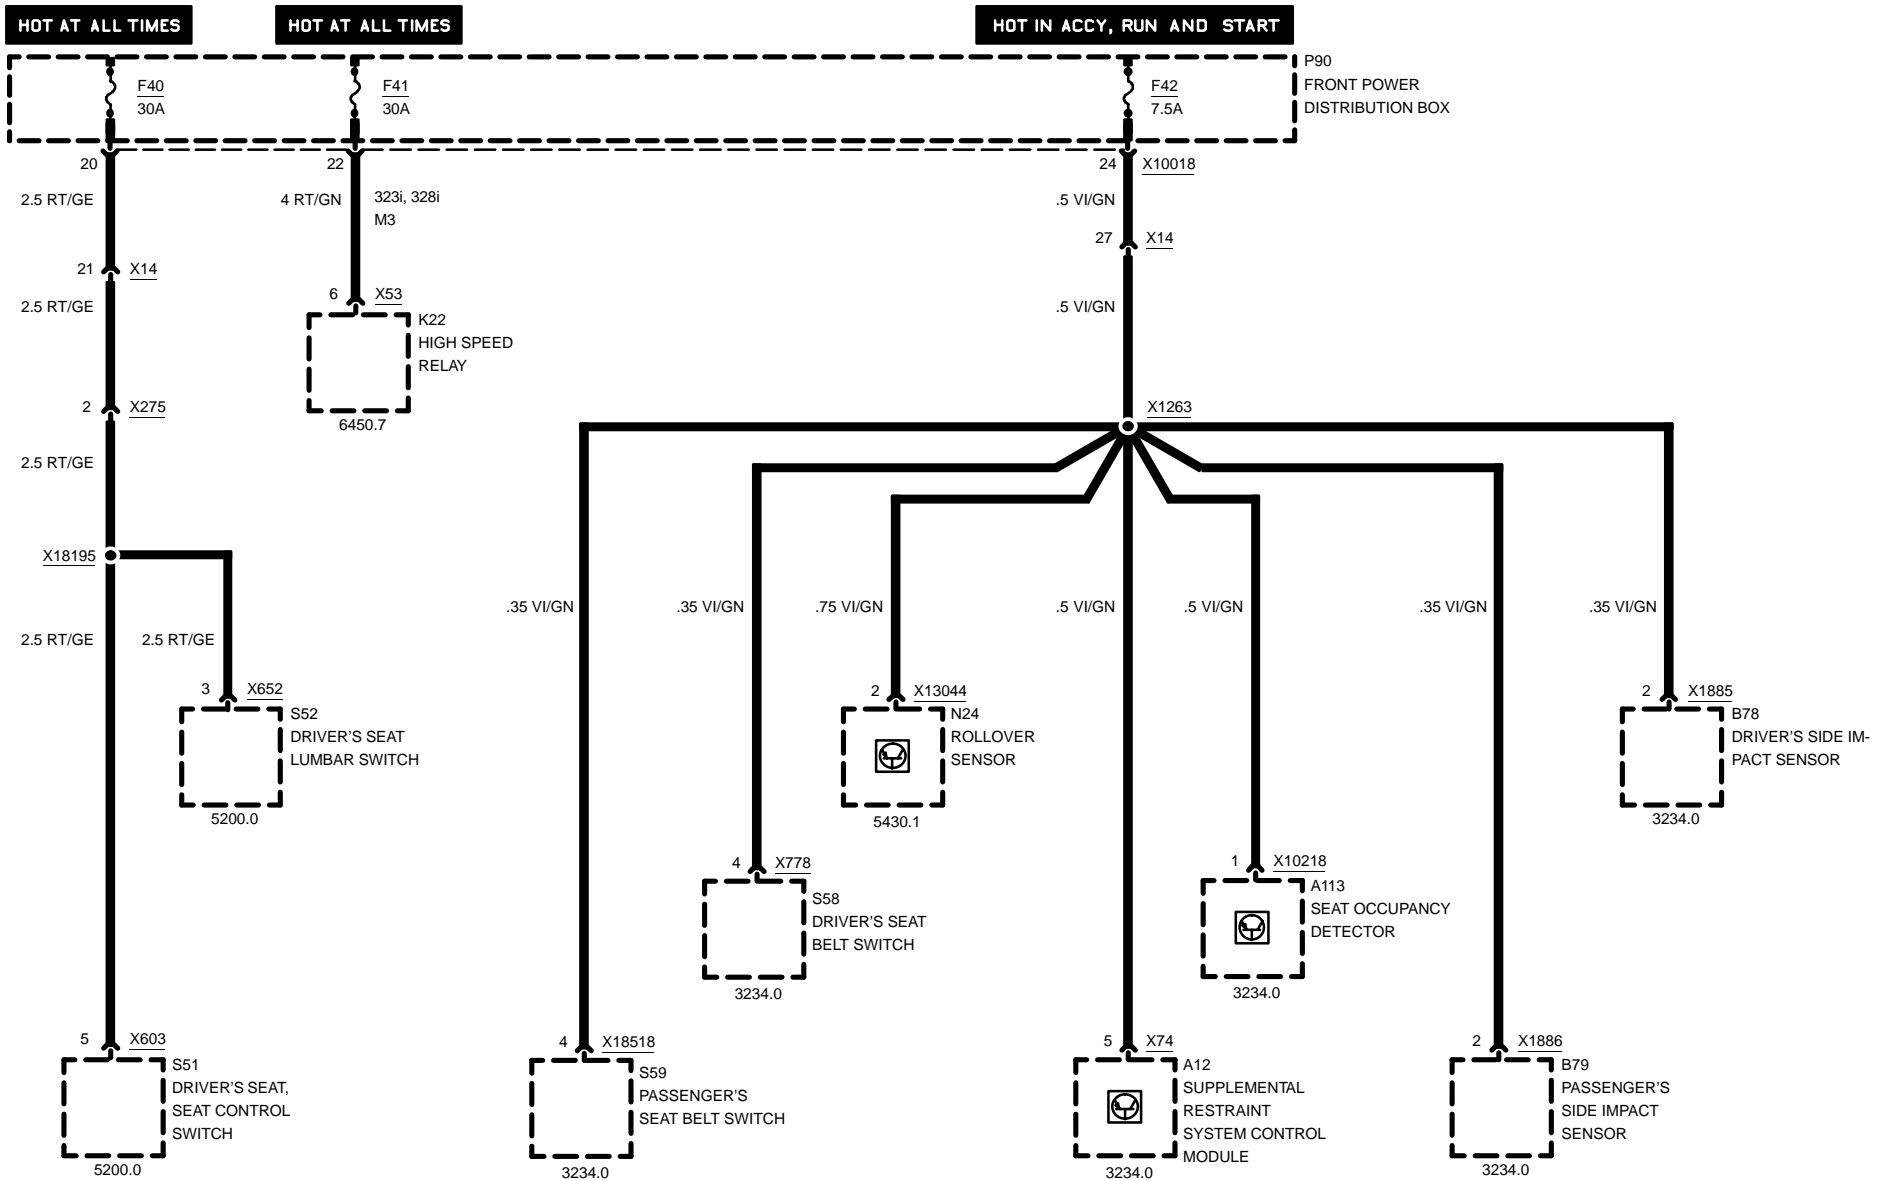 HOT AT ALL TIMES
HOT AT ALL TIMES
HOT IN ACCY, RUN AND START
P90
FRONT POWER
DISTRIBUTION BOX
F40
30A
F41
30A
F42
7.5A
20
22
24
X10018
2.5 RT/GE
4 RT/GN
323i, 328i
M3
.5 VI/GN
27
X14
21
X14
6
X53
2.5 RT/GE
.5 VI/GN
K22
HIGH SPEED
RELAY
6450.7
2
X275
X1263
2.5 RT/GE
X18195
2.5 RT/GE
2.5 RT/GE
.35 VI/GN
.35 VI/GN
.75 VI/GN
.5 VI/GN
.5 VI/GN
.35 VI/GN
.35 VI/GN
3
X652
S52
DRIVER'S SEAT
LUMBAR SWITCH
5200.0
2
X13044
N24
ROLLOVER
SENSOR
5430.1
2
X1885
B78
DRIVER'S SIDE IM-
PACT SENSOR
3234.0
4
X778
S58
DRIVER'S SEAT
BELT SWITCH
3234.0
1
X10218
A113
SEAT OCCUPANCY
DETECTOR
3234.0
5
X603
S51
DRIVER'S SEAT,
SEAT CONTROL
SWITCH
5200.0
4
X18518
S59
PASSENGER'S
SEAT BELT SWITCH
3234.0
5
X74
A12
SUPPLEMENTAL
RESTRAINT
SYSTEM CONTROL
MODULE
3234.0
2
X1886
B79
PASSENGER'S
SIDE IMPACT
SENSOR
3234.0